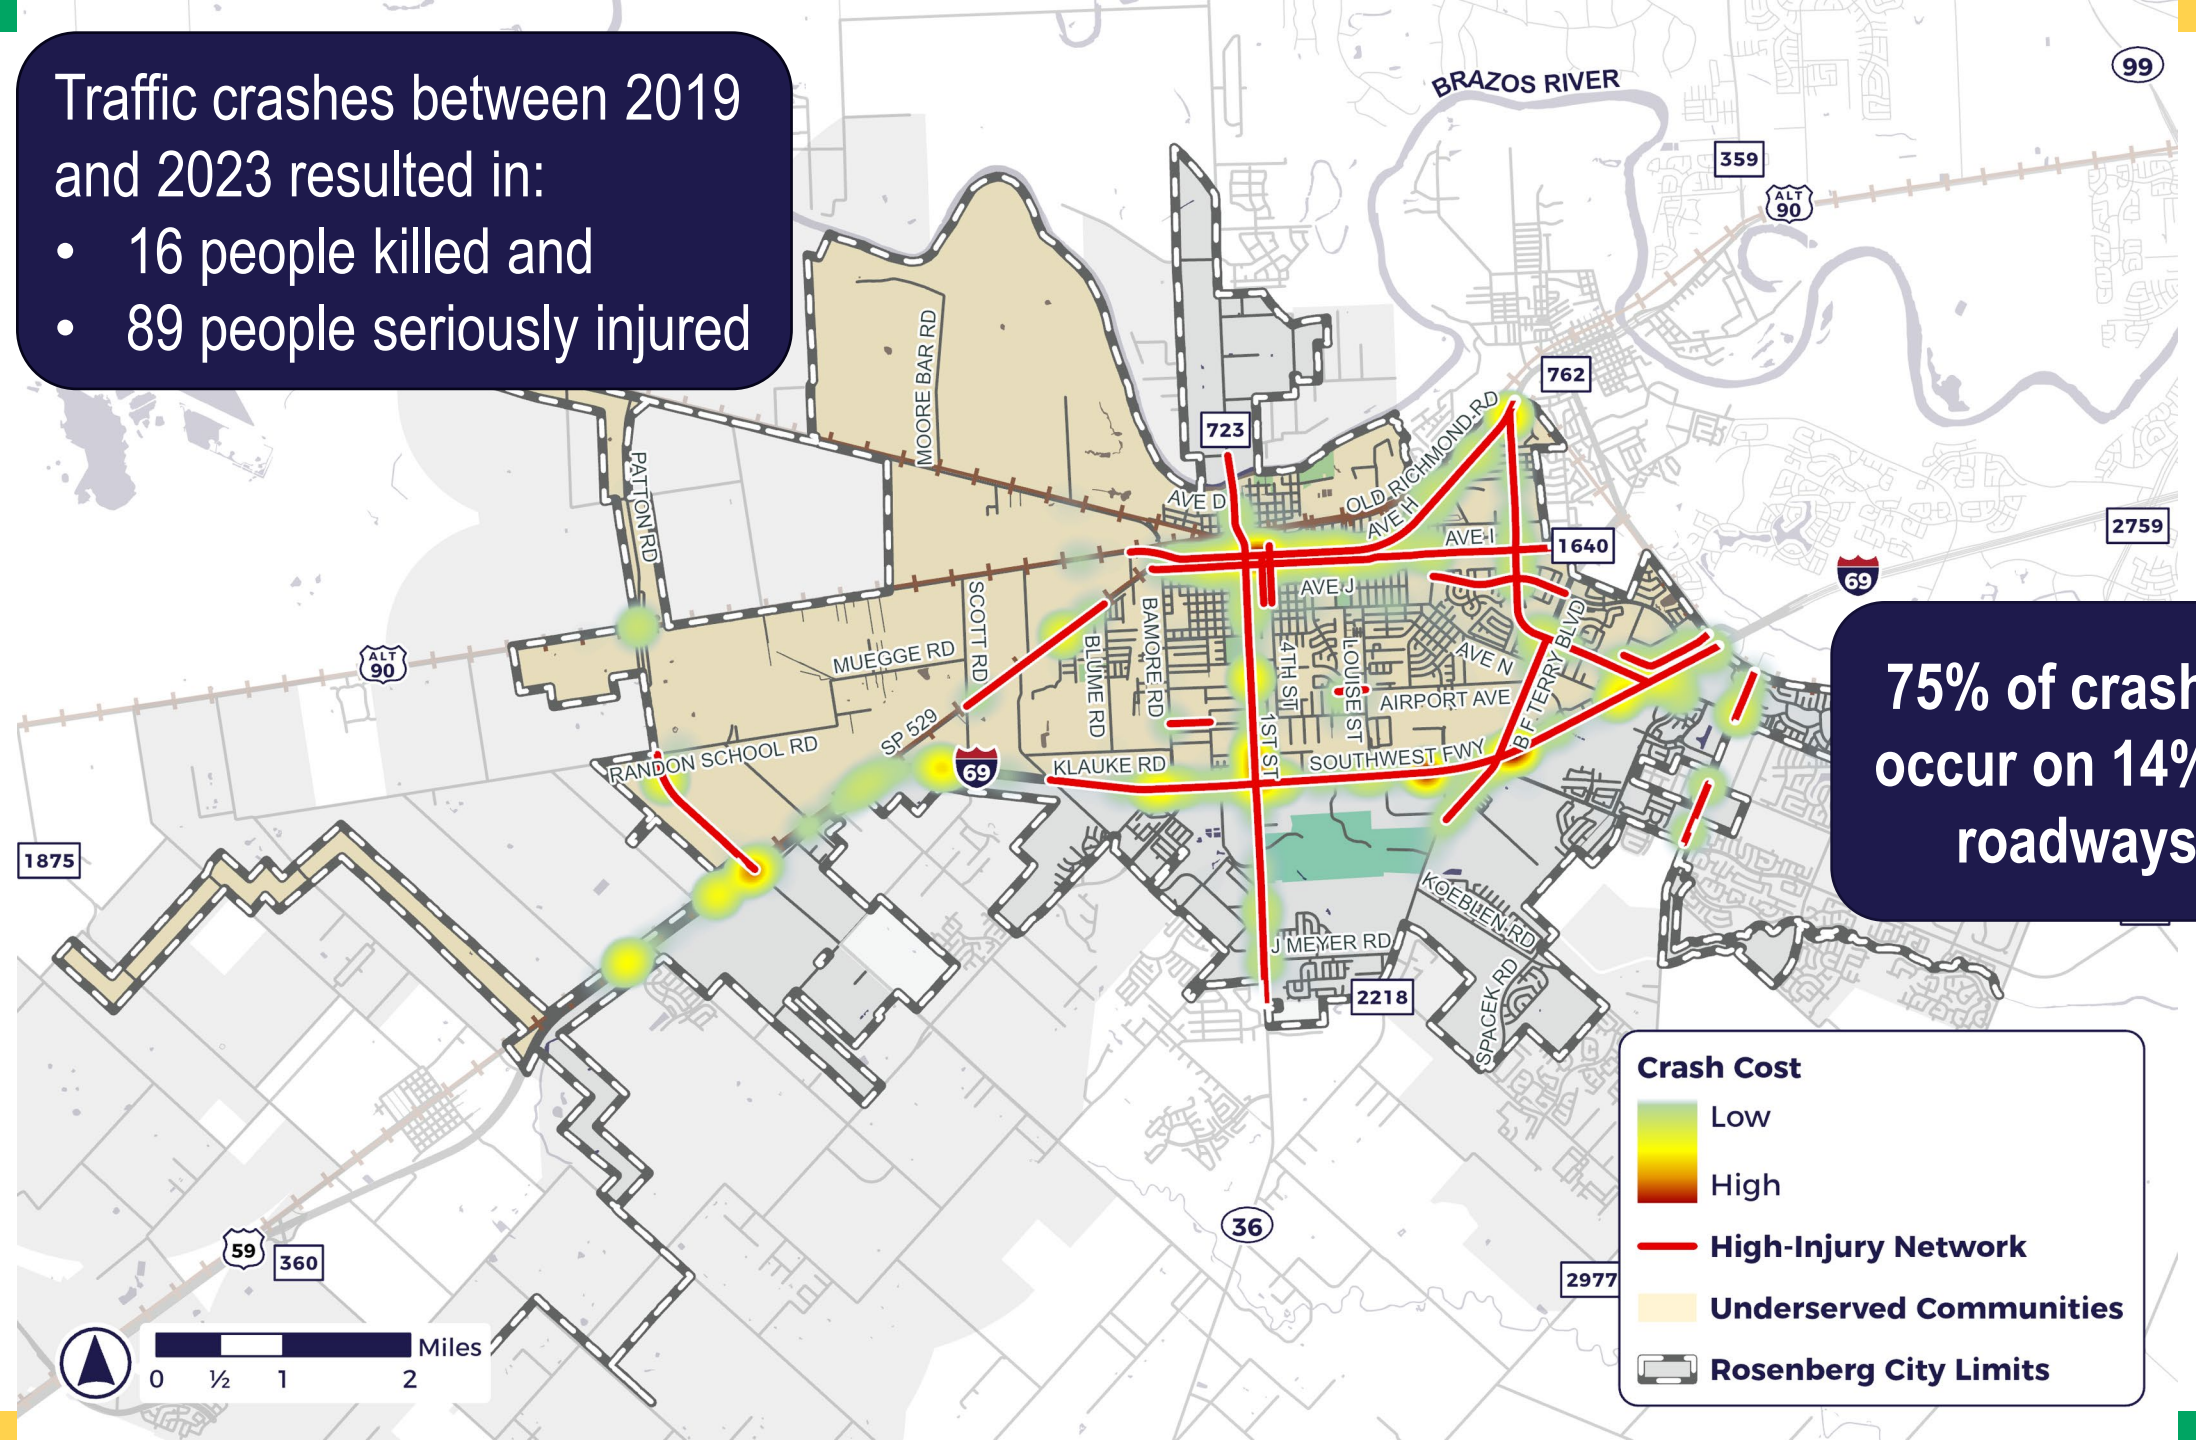 Traffic crashes between 2019
and 2023 resulted in:
• 16 people killed and
• 89 people seriously injured
BRAZOS RIVER
99
359
ALT
90
762
723
MOORE BAR RD
OLD RICHMOND RD
AVE D
AVE H
AVE I
1640
2759
69
PATTON RD
AVE J
SCOTT RD
BAMORE RD
BLUME RD
MUEGGE RD
4TH ST
LOUISE ST
AVE N
B F TERRY BLVD
AIRPORT AVE
ALT
90
SP 529
RANDON SCHOOL RD
69
KLAUKE RD
1ST ST
SOUTHWEST FWY
75% of crash
occur on 14%
roadways
1875
KOEBLEN RD
J MEYER RD
2218
SPACEK RD
36
59
360
2977
Crash Cost
Low
High
High-Injury Network
Underserved Communities
Rosenberg City Limits
Miles
0 ½ 1 2